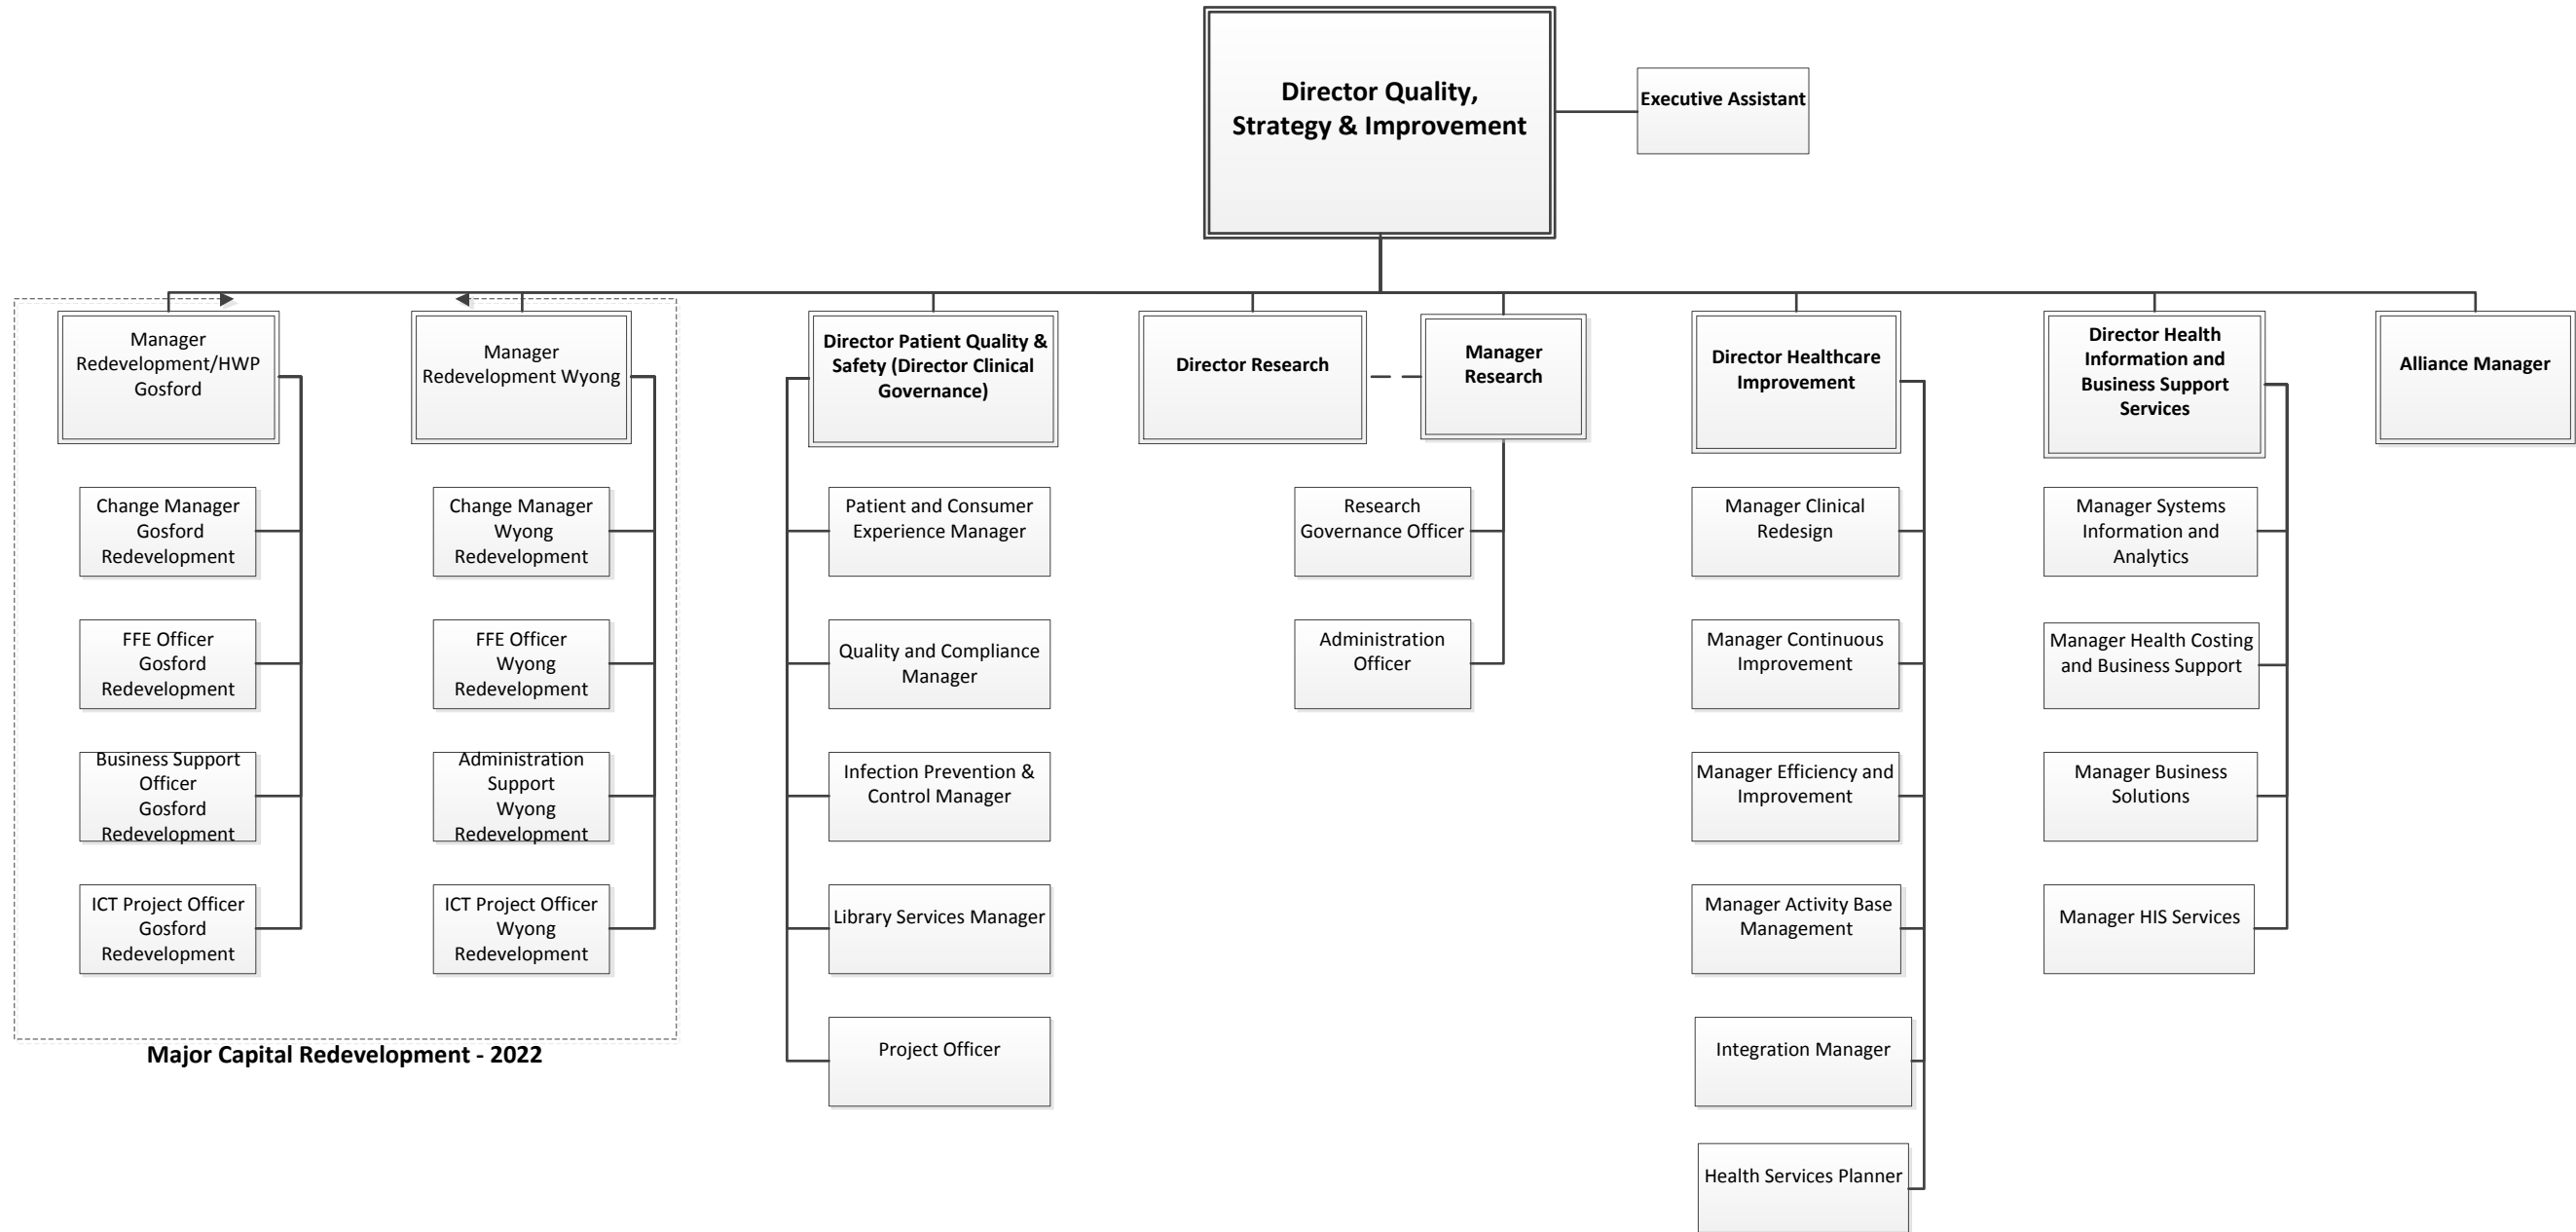 Director Quality,
Strategy & Improvement
Executive Assistant
Manager
Redevelopment/HWP
Gosford
Manager
Redevelopment Wyong
Director Patient Quality &
Safety (Director Clinical
Governance)
Director Research
Manager
Research
Director Healthcare
Improvement
Director Health
Information and
Business Support
Services
Alliance Manager
Change Manager
Gosford
Redevelopment
Change Manager
Wyong
Redevelopment
Patient and Consumer
Experience Manager
Research
Governance Officer
Manager Clinical
Redesign
Manager Systems
Information and
Analytics
FFE Officer
Gosford
Redevelopment
FFE Officer
Wyong
Redevelopment
Quality and Compliance
Manager
Administration
Officer
Manager Continuous
Improvement
Manager Health Costing
and Business Support
Business Support
Officer
Gosford
Redevelopment
Administration
Support
Wyong
Redevelopment
Infection Prevention &
Control Manager
Manager Efficiency and
Improvement
Manager Business
Solutions
ICT Project Officer
Gosford
Redevelopment
ICT Project Officer
Wyong
Redevelopment
Library Services Manager
Manager Activity Base
Management
Manager HIS Services
Major Capital Redevelopment - 2022
Project Officer
Integration Manager
Health Services Planner